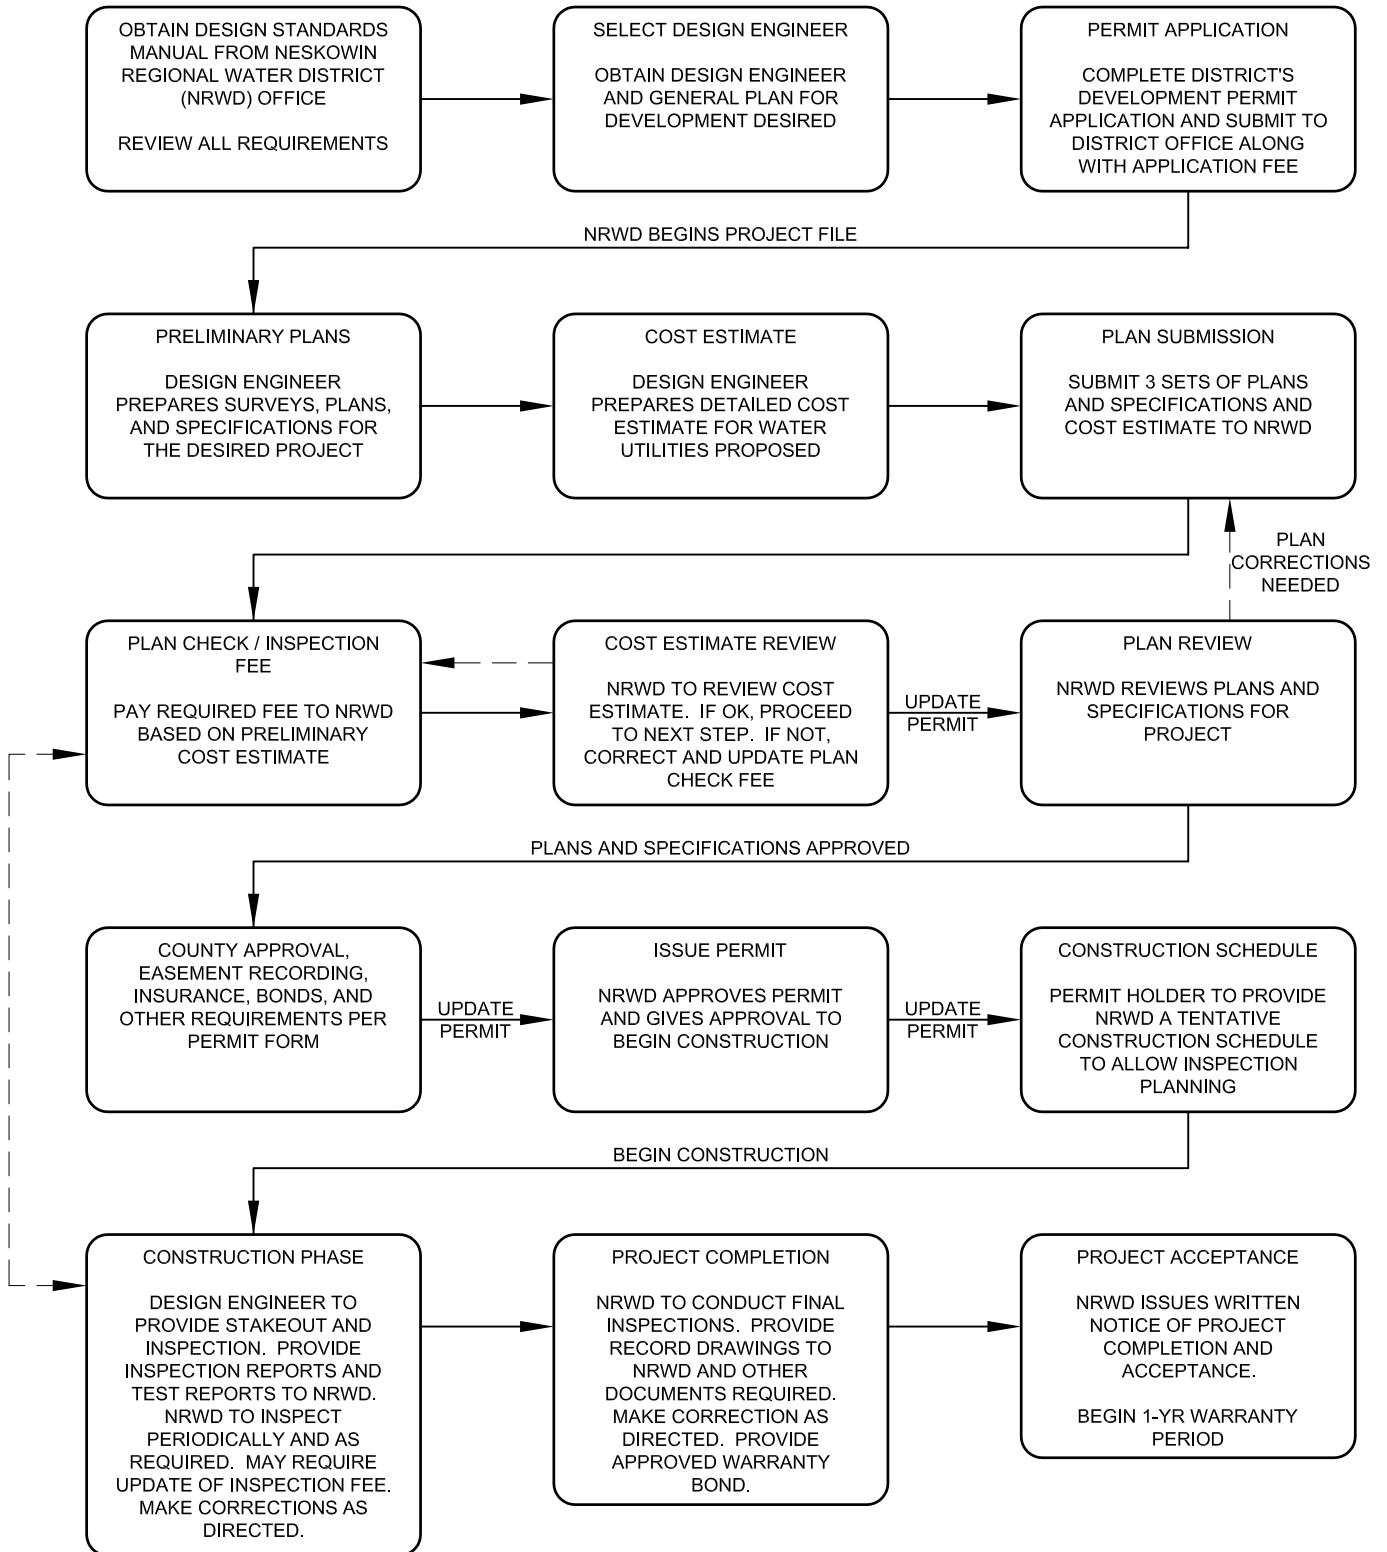 OBTAIN DESIGN STANDARDS
MANUAL FROM NESKOWIN
REGIONAL WATER DISTRICT
(NRWD) OFFICE
REVIEW ALL REQUIREMENTS
SELECT DESIGN ENGINEER
OBTAIN DESIGN ENGINEER
AND GENERAL PLAN FOR
DEVELOPMENT DESIRED
PERMIT APPLICATION
COMPLETE DISTRICT'S
DEVELOPMENT PERMIT
APPLICATION AND SUBMIT TO
DISTRICT OFFICE ALONG
WITH APPLICATION FEE
NRWD BEGINS PROJECT FILE
PRELIMINARY PLANS
DESIGN ENGINEER
PREPARES SURVEYS, PLANS,
AND SPECIFICATIONS FOR
THE DESIRED PROJECT
COST ESTIMATE
DESIGN ENGINEER
PREPARES DETAILED COST
ESTIMATE FOR WATER
UTILITIES PROPOSED
PLAN SUBMISSION
SUBMIT 3 SETS OF PLANS
AND SPECIFICATIONS AND
COST ESTIMATE TO NRWD
PLAN
CORRECTIONS
NEEDED
PLAN CHECK / INSPECTION
FEE
PAY REQUIRED FEE TO NRWD
BASED ON PRELIMINARY
COST ESTIMATE
COST ESTIMATE REVIEW
NRWD TO REVIEW COST
ESTIMATE.  IF OK, PROCEED
TO NEXT STEP.  IF NOT,
CORRECT AND UPDATE PLAN
CHECK FEE
UPDATE
PERMIT
PLAN REVIEW
NRWD REVIEWS PLANS AND
SPECIFICATIONS FOR
PROJECT
PLANS AND SPECIFICATIONS APPROVED
COUNTY APPROVAL,
EASEMENT RECORDING,
INSURANCE, BONDS, AND
OTHER REQUIREMENTS PER
PERMIT FORM
UPDATE
PERMIT
ISSUE PERMIT
NRWD APPROVES PERMIT
AND GIVES APPROVAL TO
BEGIN CONSTRUCTION
UPDATE
PERMIT
CONSTRUCTION SCHEDULE
PERMIT HOLDER TO PROVIDE
NRWD A TENTATIVE
CONSTRUCTION SCHEDULE
TO ALLOW INSPECTION
PLANNING
BEGIN CONSTRUCTION
CONSTRUCTION PHASE
DESIGN ENGINEER TO
PROVIDE STAKEOUT AND
INSPECTION.  PROVIDE
INSPECTION REPORTS AND
TEST REPORTS TO NRWD.
NRWD TO INSPECT
PERIODICALLY AND AS
REQUIRED.  MAY REQUIRE
UPDATE OF INSPECTION FEE.
MAKE CORRECTIONS AS
DIRECTED.
PROJECT COMPLETION
NRWD TO CONDUCT FINAL
INSPECTIONS.  PROVIDE
RECORD DRAWINGS TO
NRWD AND OTHER
DOCUMENTS REQUIRED.
MAKE CORRECTION AS
DIRECTED.  PROVIDE
APPROVED WARRANTY
BOND.
PROJECT ACCEPTANCE
NRWD ISSUES WRITTEN
NOTICE OF PROJECT
COMPLETION AND
ACCEPTANCE.
BEGIN 1-YR WARRANTY
PERIOD